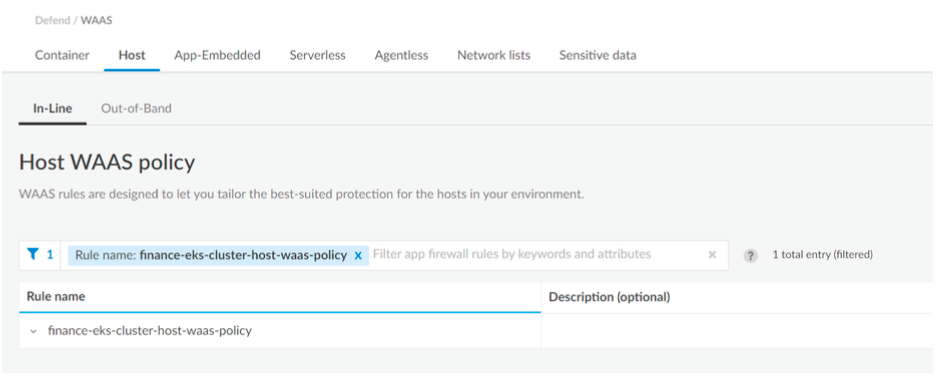 Defend / WAAS
Container Host App-Embedded Serverless Agentless Network lists Sensitive data
In-Line Out-of-Band
Host WAAS policy
WAAS rules are designed to let you tailor the best-suited protection for the hosts in your environment.
1 Rule name: finance-eks-cluster-host-waas-policy x Filter app firewall rules by keywords and attributes × ? 1 total entry (filtered)
Rule name Description (optional)
finance-eks-cluster-host-waas-policy